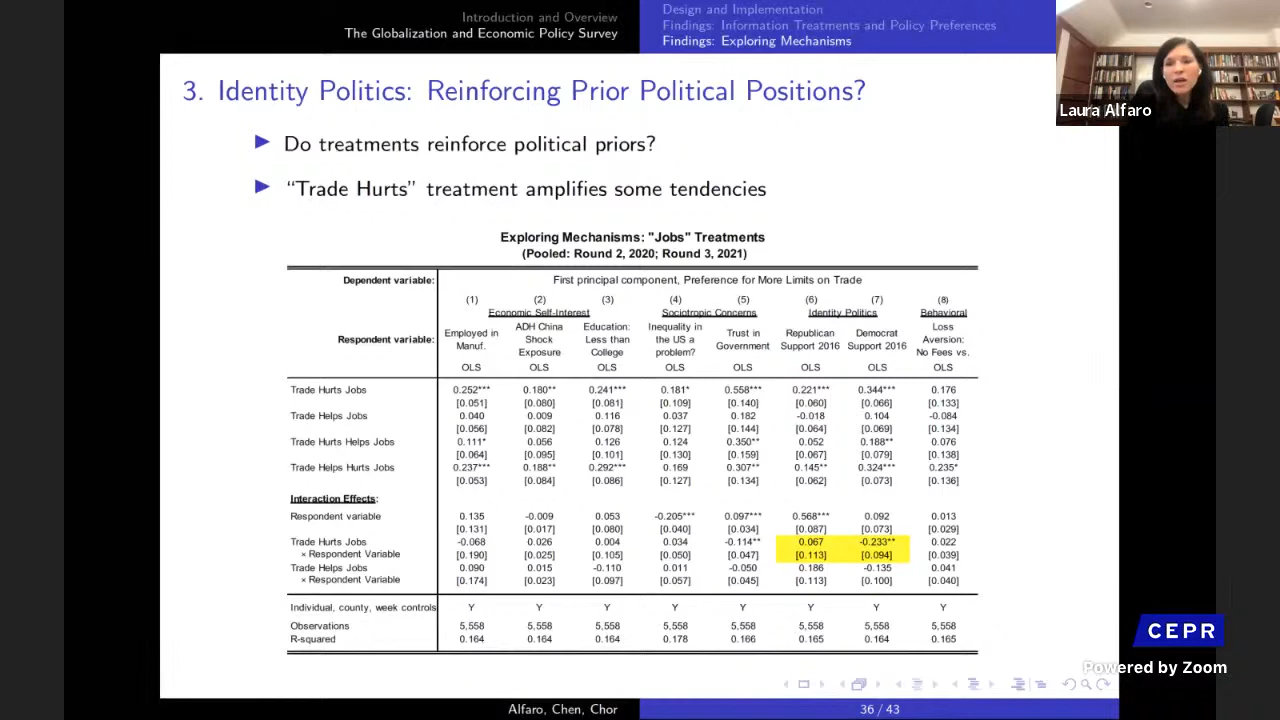 Introduction and Overview
The Globalization and Economic Policy Survey
Design and Implementation
Findings: Information Treatments and Policy Preferences
Findings: Exploring Mechanisms
Laura Alfaro
3. Identity Politics: Reinforcing Prior Political Positions?
Do treatments reinforce political priors?
“Trade Hurts” treatment amplifies some tendencies
Exploring Mechanisms: "Jobs" Treatments
(Pooled: Round 2, 2020; Round 3, 2021)
Dependent variable: First principal component, Preference for More Limits on Trade
(1) (2) (3) (4) (5) (6) (7) (8)
Economic Self-Interest Sociotropic Concerns Identity Politics Behavioral
Respondent variable:
Employed in Manuf.
ADH China Shock Exposure
Education: Less than College
Inequality in the US a problem?
Trust in Government
Republican Support 2016
Democrat Support 2016
Loss Aversion: No Fees vs.
OLS OLS OLS OLS OLS OLS OLS OLS
Trade Hurts Jobs 0.252*** 0.180** 0.241*** 0.181* 0.558*** 0.221*** 0.344*** 0.176
[0.051] [0.080] [0.081] [0.109] [0.140] [0.060] [0.066] [0.133]
Trade Helps Jobs 0.040 0.009 0.116 0.037 0.182 -0.018 0.104 -0.084
[0.056] [0.082] [0.078] [0.127] [0.144] [0.064] [0.069] [0.134]
Trade Hurts Helps Jobs 0.111* 0.056 0.126 0.124 0.350** 0.052 0.188** 0.076
[0.064] [0.095] [0.101] [0.130] [0.159] [0.067] [0.079] [0.138]
Trade Helps Hurts Jobs 0.237*** 0.188** 0.292*** 0.169 0.307** 0.145** 0.324*** 0.235*
[0.053] [0.084] [0.086] [0.127] [0.134] [0.062] [0.073] [0.136]
Interaction Effects:
Respondent variable 0.135 -0.009 0.053 -0.205*** 0.097*** 0.568*** 0.092 0.013
[0.131] [0.017] [0.080] [0.040] [0.034] [0.087] [0.073] [0.029]
Trade Hurts Jobs -0.068 0.026 0.004 0.034 -0.114** 0.067 -0.233** 0.022
× Respondent Variable [0.190] [0.025] [0.105] [0.050] [0.047] [0.113] [0.094] [0.039]
Trade Helps Jobs 0.090 0.015 -0.110 0.011 -0.050 0.186 -0.135 0.041
× Respondent Variable [0.174] [0.023] [0.097] [0.057] [0.045] [0.113] [0.100] [0.040]
Individual, county, week controls Y Y Y Y Y Y Y Y
Observations 5,558 5,558 5,558 5,558 5,558 5,558 5,558 5,558
R-squared 0.164 0.164 0.164 0.178 0.166 0.165 0.164 0.165
CEPR
Powered by Zoom
Alfaro, Chen, Chor
36 / 43